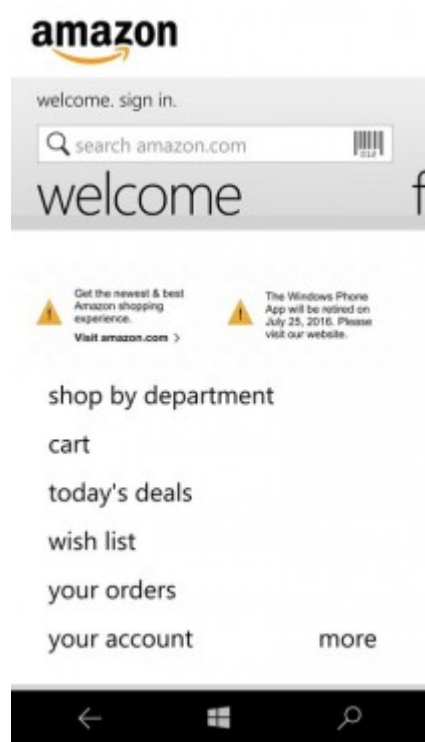 amazon
welcome. sign in.
search amazon.com
012
welcome f
Get the newest & best
Amazon shopping
experience.
Visit amazon.com >
The Windows Phone
App will be retired on
July 25, 2016. Please
visit our website.
shop by department
cart
today's deals
wish list
your orders
your account more